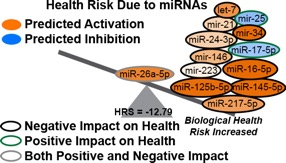 Health Risk Due to miRNAs
Predicted Activation
Predicted Inhibition
let-7
mir-25
mir-21
mir-34
miR-24-3p
miR-17-5p
mir-146
miR-16-5p
mir-223
miR-26a-5p
miR-125b-5p
miR-145-5p
miR-217-5p
HRS = -12.79
Biological Health
Risk Increased
Negative Impact on Health
Positive Impact on Health
Both Positive and Negative Impact